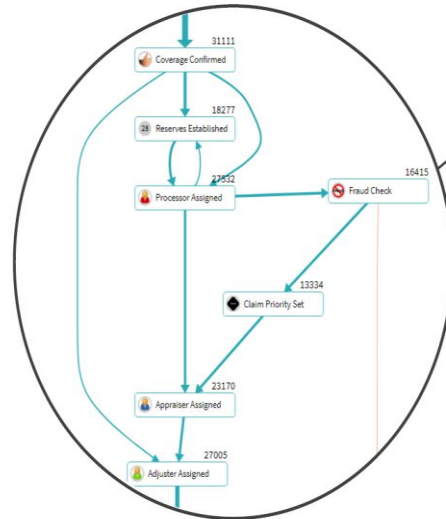 31111
Coverage Confirmed
18277
28 Reserves Established
27532
Processor Assigned
16415
Fraud Check
13334
Claim Priority Set
23170
Appraiser Assigned
27005
Adjuster Assigned